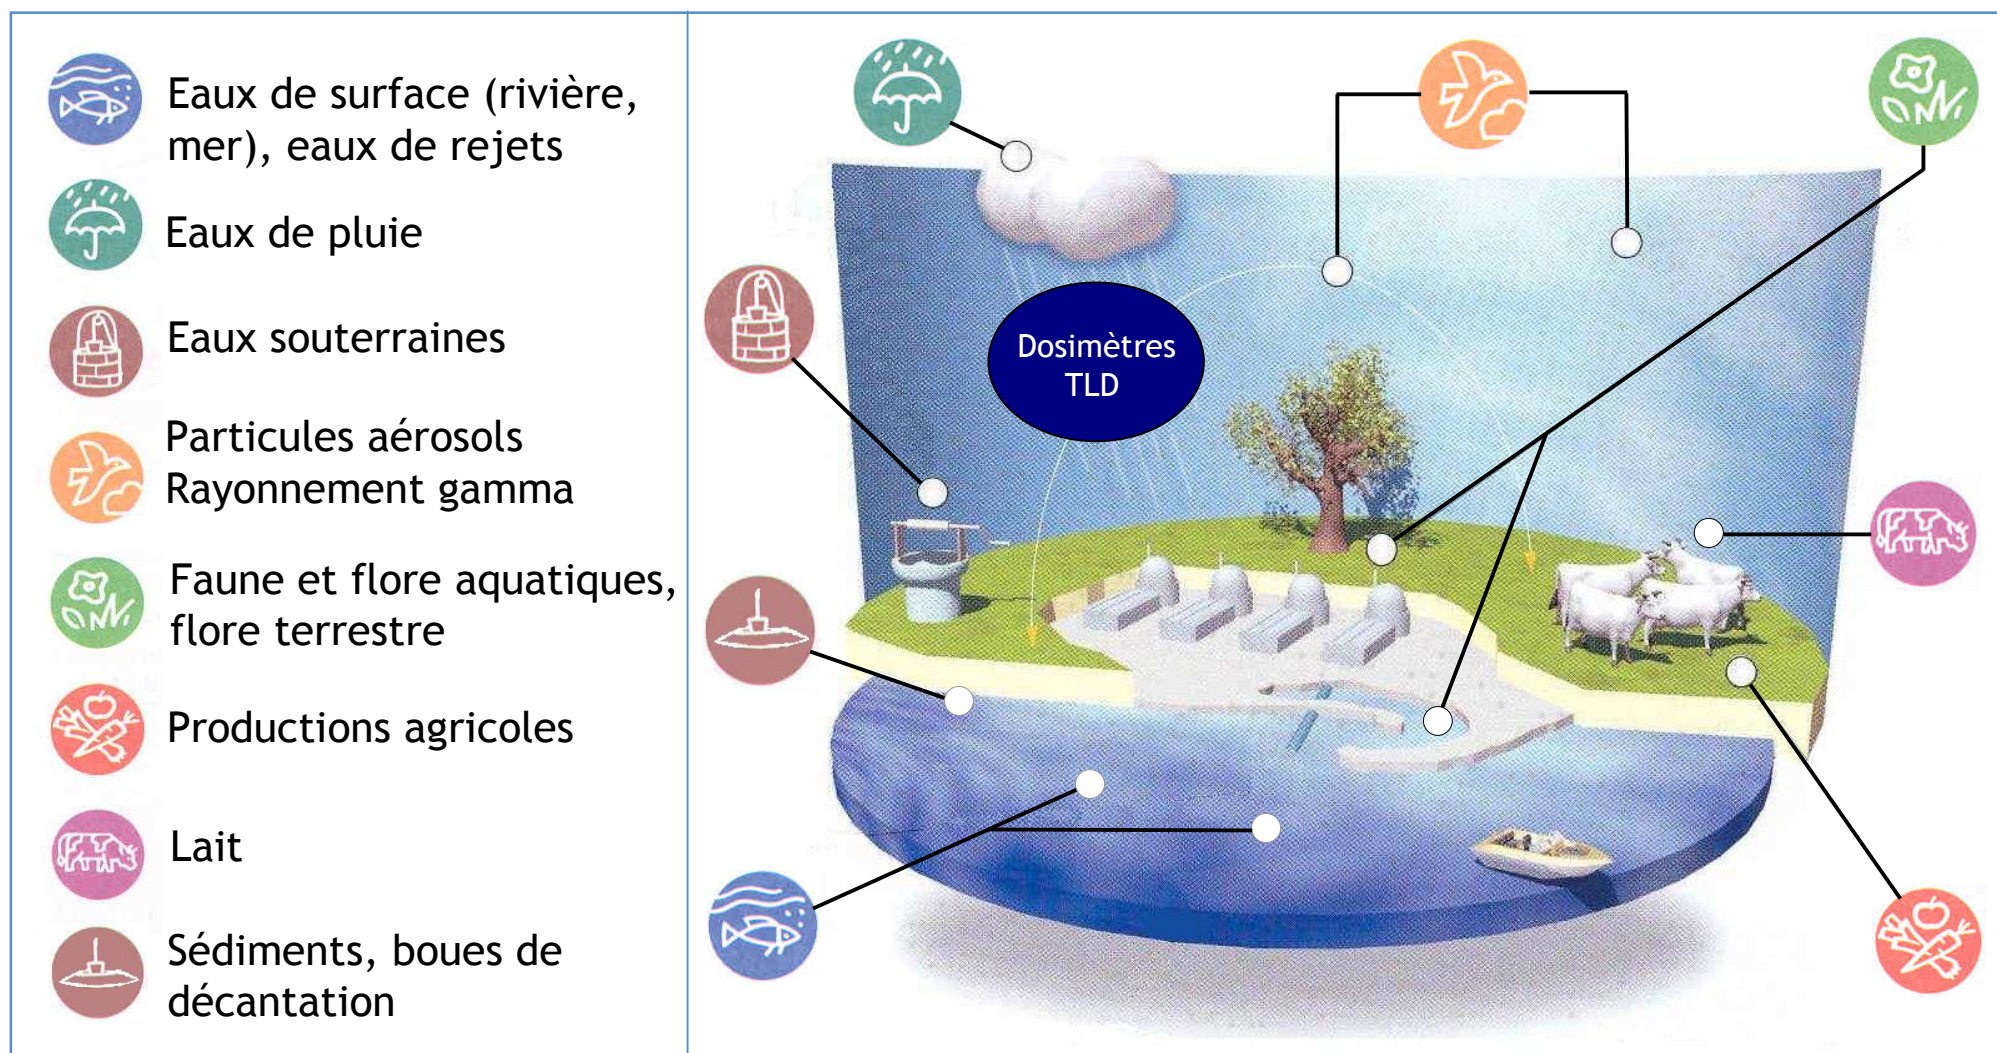 Eaux de surface (rivière,
mer), eaux de rejets
Eaux de pluie
Eaux souterraines
Particules aérosols
Rayonnement gamma
Faune et flore aquatiques,
flore terrestre
Productions agricoles
Lait
Sédiments, boues de
décantation
Dosimètres
TLD